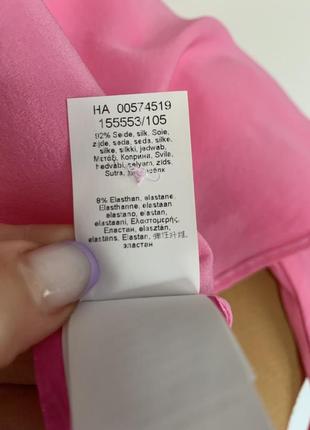 HA 00574519
155553/105
92% Seide, silk, Soie,
zijde, seda, seda, silke,
silke, silkki, jedwab,
Μετάξι, Коприна, Svile,
hedvábí, selyem, zids,
Sutra,
8% Elasthan, elastane,
Elasthanne, elastaan
elastano, elastan,
elastaani, Ελαστομερής,
Еластан, elasztán,
elastāns, Elastan, 弹性纤维,
эластан